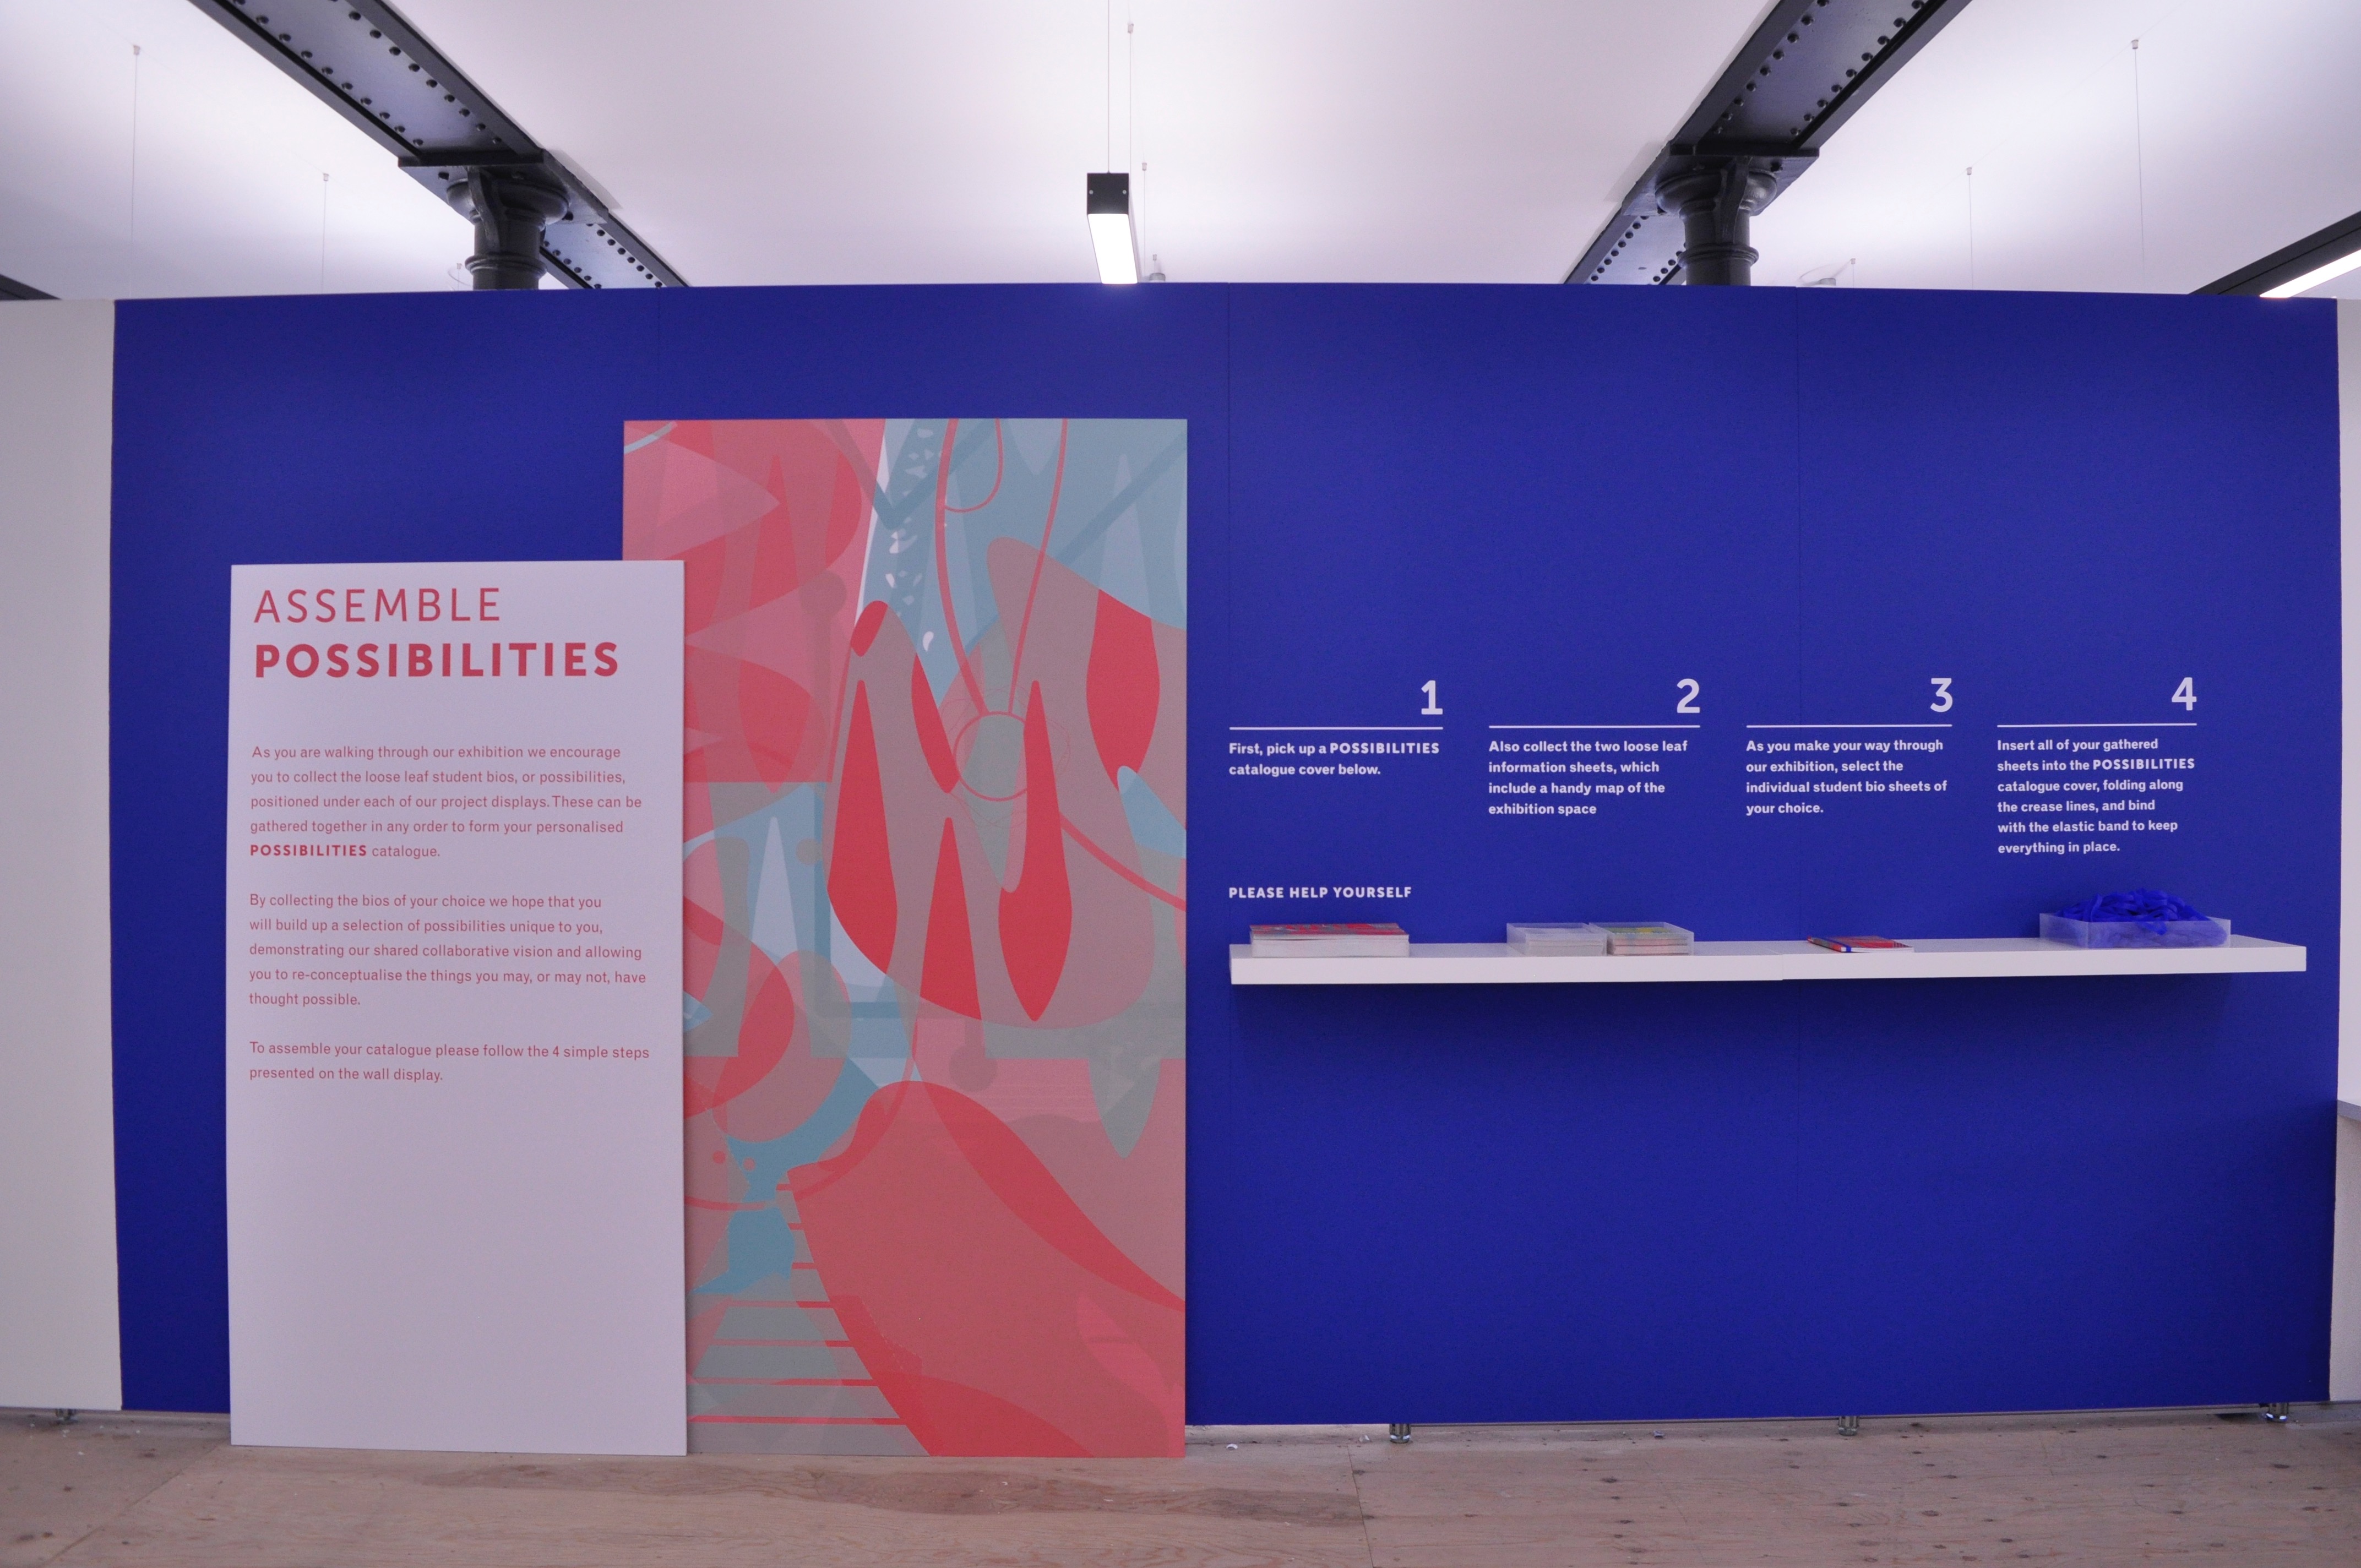 ASSEMBLE
POSSIBILITIES
As you are walking through our exhibition we encourage
you to collect the loose leaf student bios, or possibilities,
positioned under each of our project displays. These can be
gathered together in any order to form your personalised
POSSIBILITIES catalogue.
By collecting the bios of your choice we hope that you
will build up a selection of possibilities unique to you,
demonstrating our shared collaborative vision and allowing
you to re-conceptualise the things you may, or may not, have
thought possible.
To assemble your catalogue please follow the 4 simple steps
presented on the wall display.
1
First, pick up a POSSIBILITIES
catalogue cover below.
2
Also collect the two loose leaf
information sheets, which
include a handy map of the
exhibition space
3
As you make your way through
our exhibition, select the
individual student bio sheets of
your choice.
4
Insert all of your gathered
sheets into the POSSIBILITIES
catalogue cover, folding along
the crease lines, and bind
with the elastic band to keep
everything in place.
PLEASE HELP YOURSELF